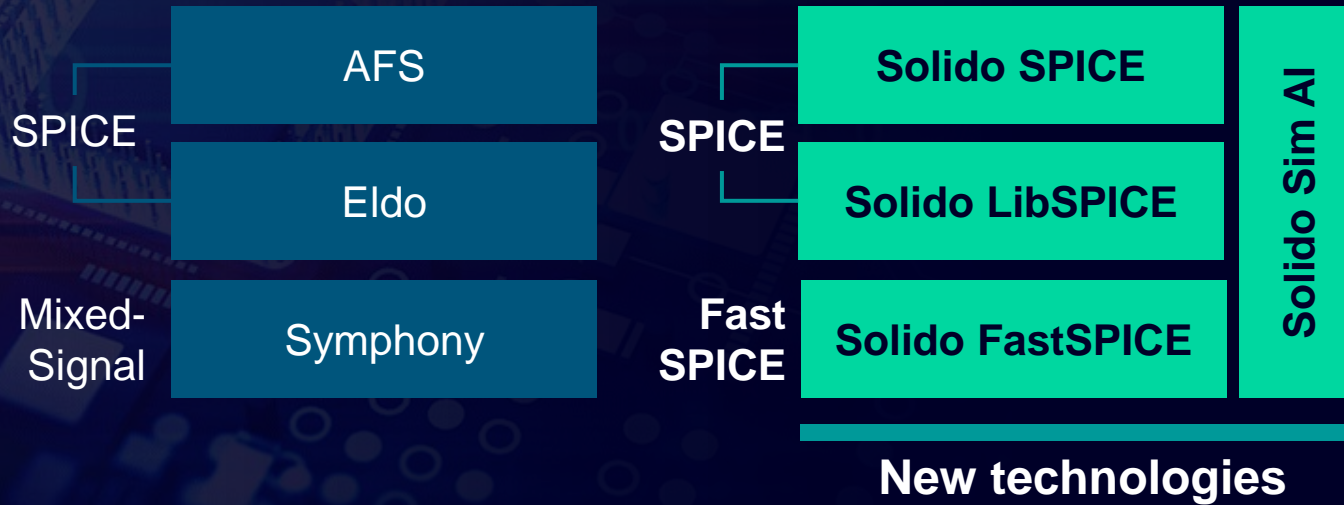 SPICE
AFS
Eldo
Mixed-
Signal
Symphony
SPICE
Solido SPICE
Solido LibSPICE
Fast
SPICE
Solido FastSPICE
Solido Sim AI
New technologies